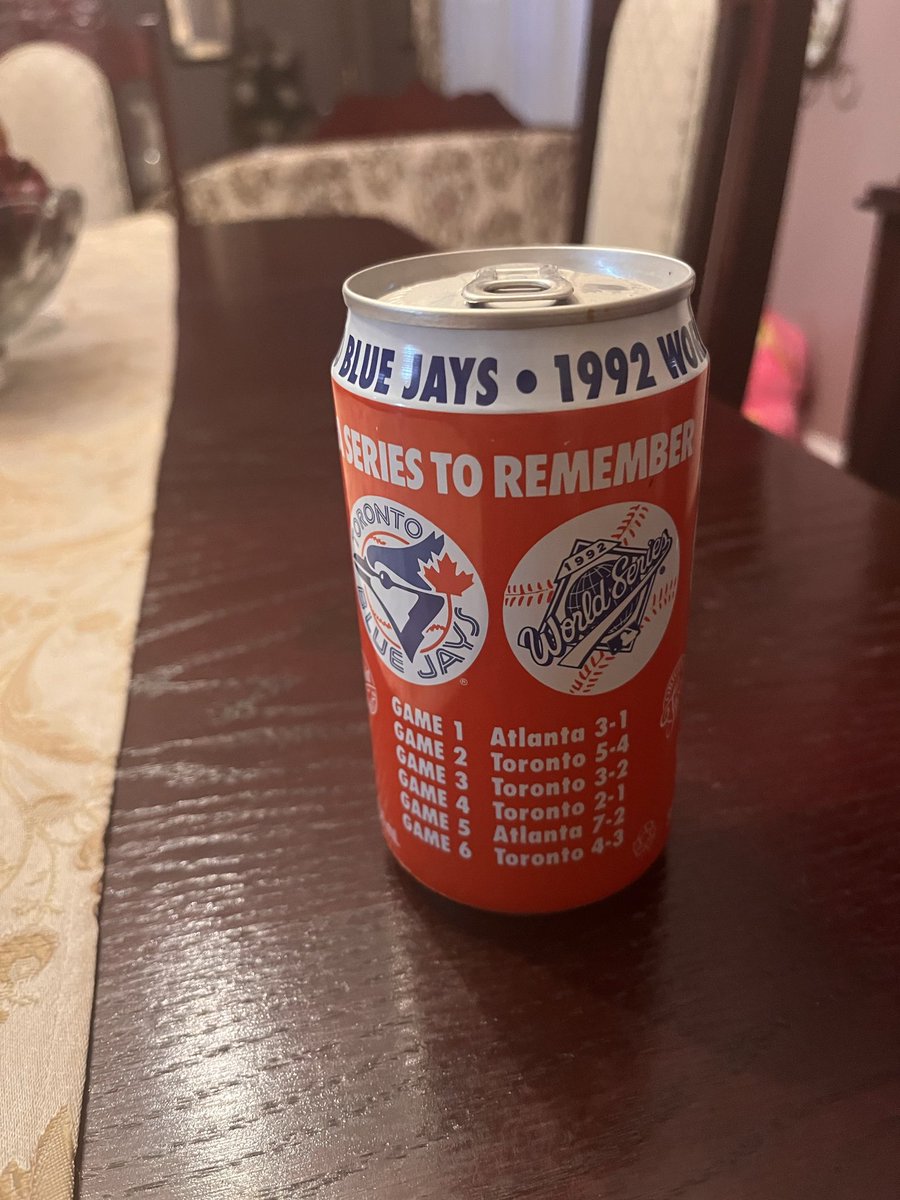 BLUE JAYS • 1992
SERIES TO REMEMBER
TORONTO
BLUE JAYS
®
1992
World Series
GAME 1 Atlanta 3-1
GAME 2 Toronto 5-4
GAME 3 Toronto 3-2
GAME 4 Toronto 2-1
GAME 5 Atlanta 7-2
GAME 6 Toronto 4-3